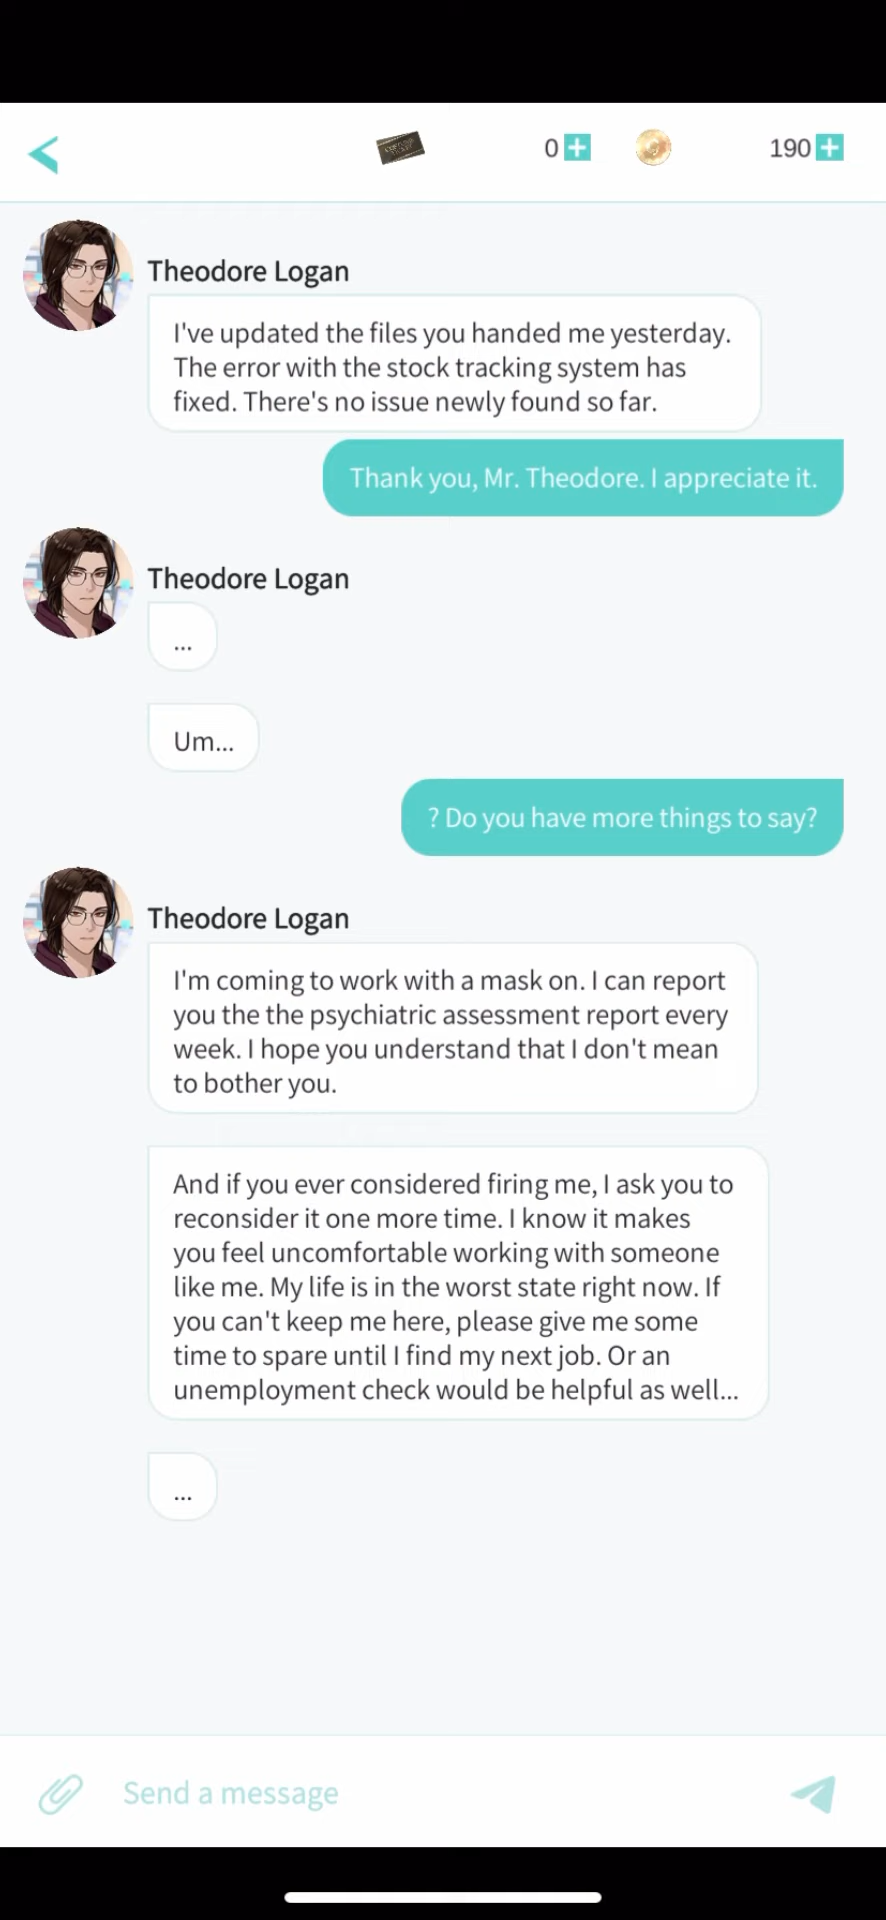 0
190
Theodore Logan
I've updated the files you handed me yesterday.
The error with the stock tracking system has
fixed. There's no issue newly found so far.
Thank you, Mr. Theodore. I appreciate it.
Theodore Logan
...
Um...
? Do you have more things to say?
Theodore Logan
I'm coming to work with a mask on. I can report
you the the psychiatric assessment report every
week. I hope you understand that I don't mean
to bother you.
And if you ever considered firing me, I ask you to
reconsider it one more time. I know it makes
you feel uncomfortable working with someone
like me. My life is in the worst state right now. If
you can't keep me here, please give me some
time to spare until I find my next job. Or an
unemployment check would be helpful as well...
...
Send a message